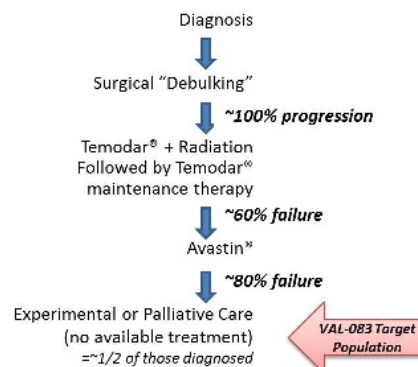 Diagnosis
Surgical "Debulking"
~100% progression
Temodar® + Radiation
Followed by Temodar®
maintenance therapy
~60% failure
Avastin®
~80% failure
Experimental or Palliative Care
(no available treatment)
=~1/2 of those diagnosed
VAL-083 Target
Population